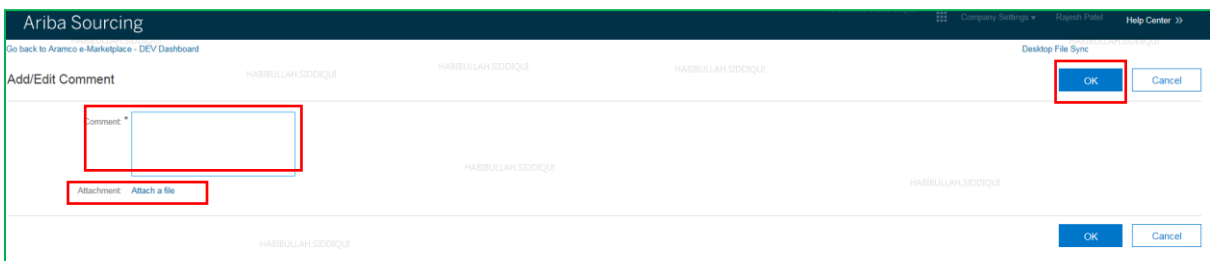 Ariba Sourcing
Company Settings ▾ Rajesh Patel Help Center >>
Go back to Aramco e-Marketplace - DEV Dashboard
Desktop File Sync
HABIBULLAH.SIDDIQUI
Add/Edit Comment
HABIBULLAH.SIDDIQUI
HABIBULLAH.SIDDIQUI
HABIBULLAH.SIDDIQUI
OK Cancel
Comment: *
HABIBULLAH.SIDDIQUI
HABIBULLAH.SIDDIQUI
Attachment: Attach a file
HABIBULLAH.SIDDIQUI
OK Cancel